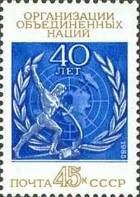 ОРГАНИЗАЦИИ
ОБЪЕДИНЕННЫХ
НАЦИЙ
40
ЛЕТ
1985
ПОЧТА 45К СССР